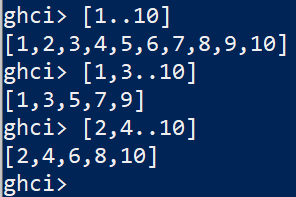 ghci> [1..10]
[1,2,3,4,5,6,7,8,9,10]
ghci> [1,3..10]
[1,3,5,7,9]
ghci> [2,4..10]
[2,4,6,8,10]
ghci>